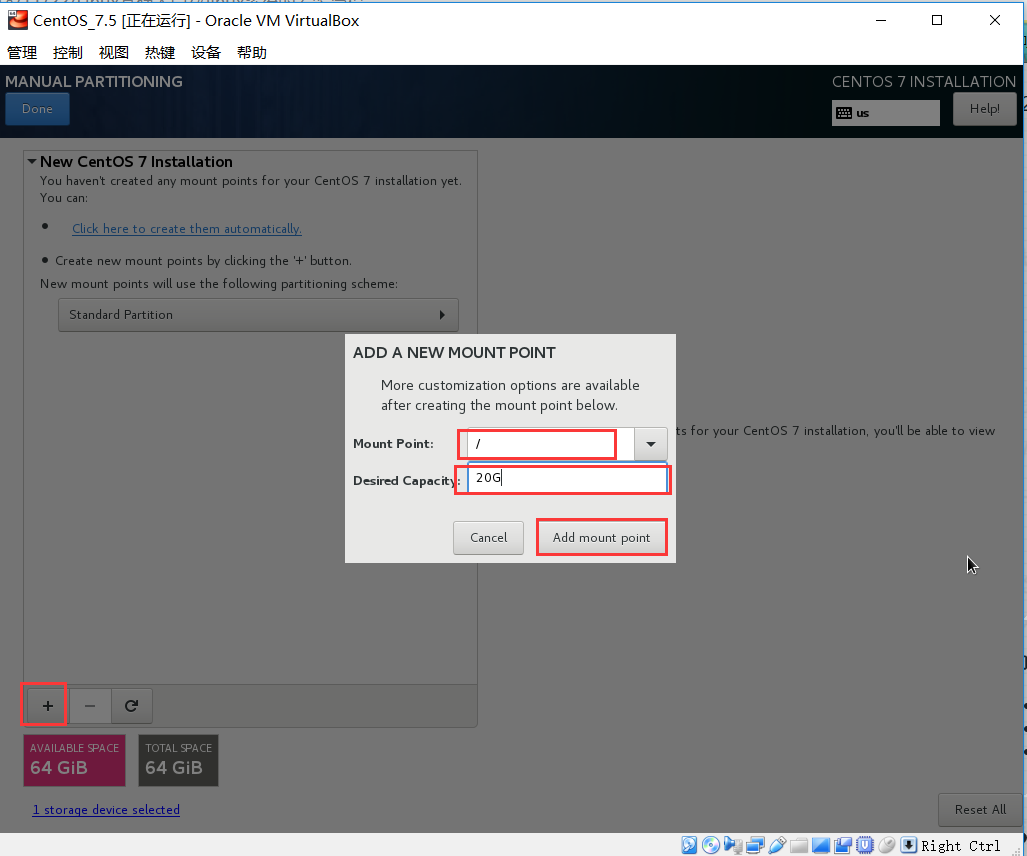 CentOS_7.5 [正在运行] - Oracle VM VirtualBox
管理 控制 视图 热键 设备 帮助
MANUAL PARTITIONING
CENTOS 7 INSTALLATION
Done
us
Help!
New CentOS 7 Installation
You haven't created any mount points for your CentOS 7 installation yet.
You can:
• Click here to create them automatically.
• Create new mount points by clicking the '+' button.
New mount points will use the following partitioning scheme:
Standard Partition
ADD A NEW MOUNT POINT
More customization options are available
after creating the mount point below.
ts for your CentOS 7 installation, you'll be able to view
Mount Point: /
Desired Capacity: 20G
Cancel
Add mount point
+ −
AVAILABLE SPACE
64 GiB
TOTAL SPACE
64 GiB
1 storage device selected
Reset All
Right Ctrl